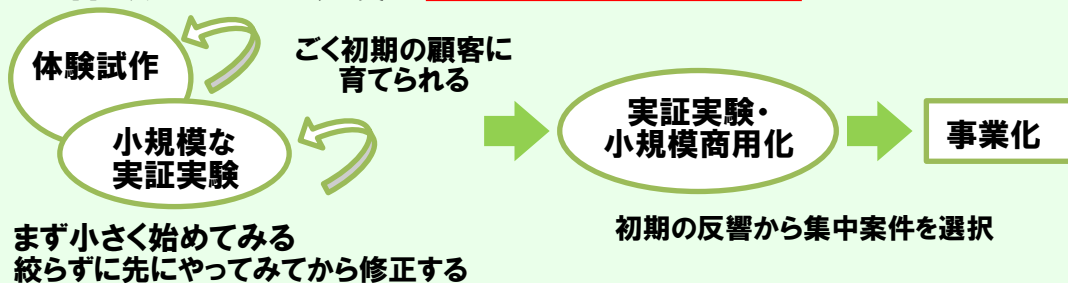 体験試作
ごく初期の顧客に
育てられる
小規模な
実証実験
実証実験・
小規模商用化
事業化
まず小さく始めてみる
絞らずに先にやってみてから修正する
初期の反響から集中案件を選択